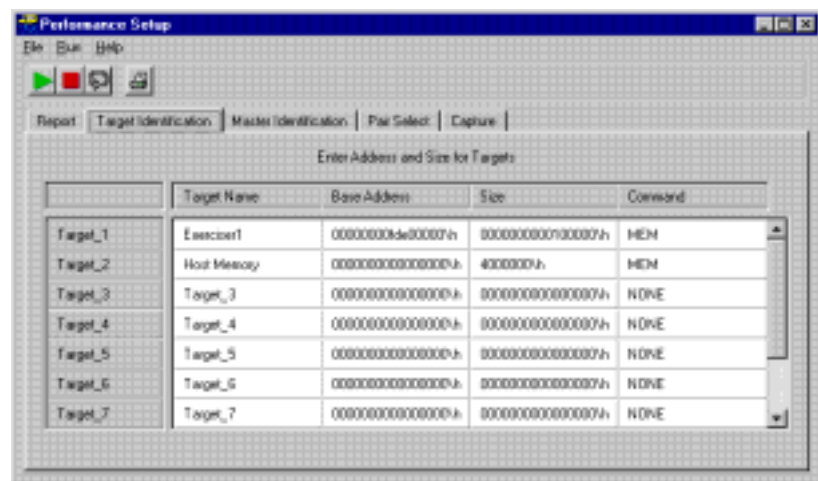 Performance Setup
File Run Help
Report Target Identification Master Identification Pair Select Capture
Enter Address and Size for Targets
Target Name Base Address Size Command
Target_1 Exerciser1 00000000fde00000\h 0000000000100000\h MEM
Target_2 Host Memory 0000000000000000\h 4000000\h MEM
Target_3 Target_3 0000000000000000\h 0000000000000000\h NONE
Target_4 Target_4 0000000000000000\h 0000000000000000\h NONE
Target_5 Target_5 0000000000000000\h 0000000000000000\h NONE
Target_6 Target_6 0000000000000000\h 0000000000000000\h NONE
Target_7 Target_7 0000000000000000\h 0000000000000000\h NONE